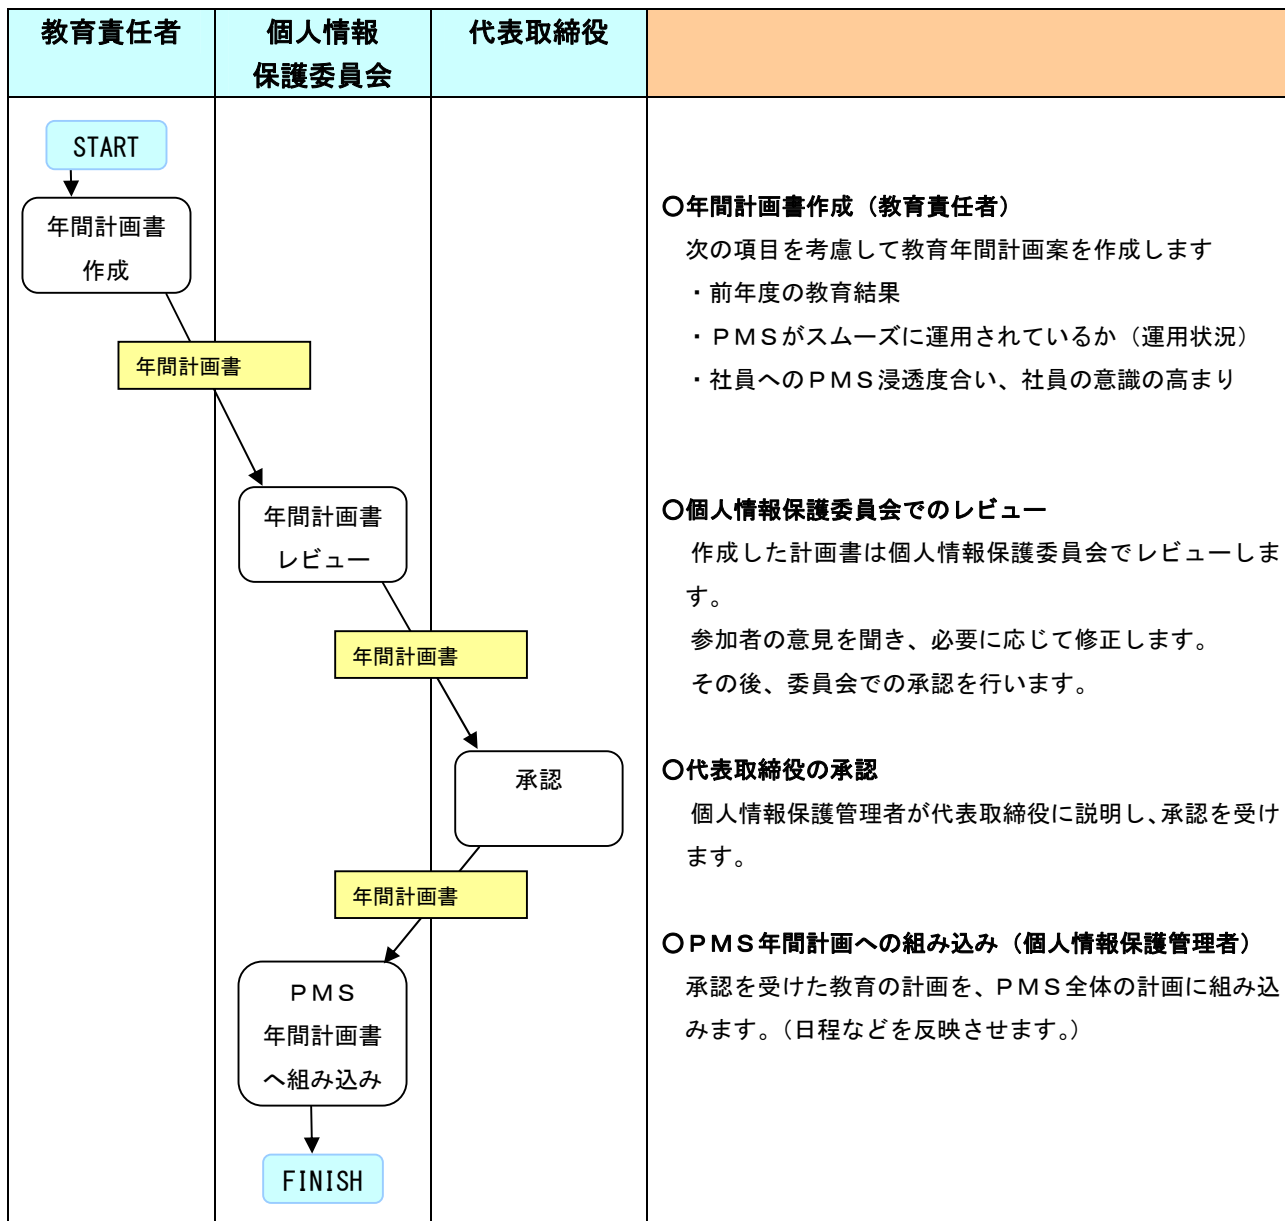 教育責任者
個人情報
保護委員会
代表取締役
START
年間計画書
作成
年間計画書
年間計画書
レビュー
年間計画書
承認
年間計画書
ＰＭＳ
年間計画書
へ組み込み
FINISH
〇年間計画書作成（教育責任者）
次の項目を考慮して教育年間計画案を作成します
・前年度の教育結果
・ＰＭＳがスムーズに運用されているか（運用状況）
・社員へのＰＭＳ浸透度合い、社員の意識の高まり
〇個人情報保護委員会でのレビュー
作成した計画書は個人情報保護委員会でレビューしま
す。
参加者の意見を聞き、必要に応じて修正します。
その後、委員会での承認を行います。
〇代表取締役の承認
個人情報保護管理者が代表取締役に説明し、承認を受け
ます。
〇ＰＭＳ年間計画への組み込み（個人情報保護管理者）
承認を受けた教育の計画を、ＰＭＳ全体の計画に組み込
みます。（日程などを反映させます。）